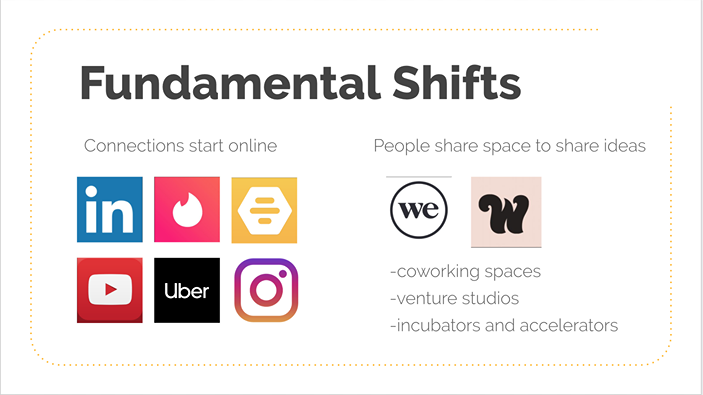 Fundamental Shifts
Connections start online
in
Uber
People share space to share ideas
we
W
-coworking spaces
-venture studios
-incubators and accelerators